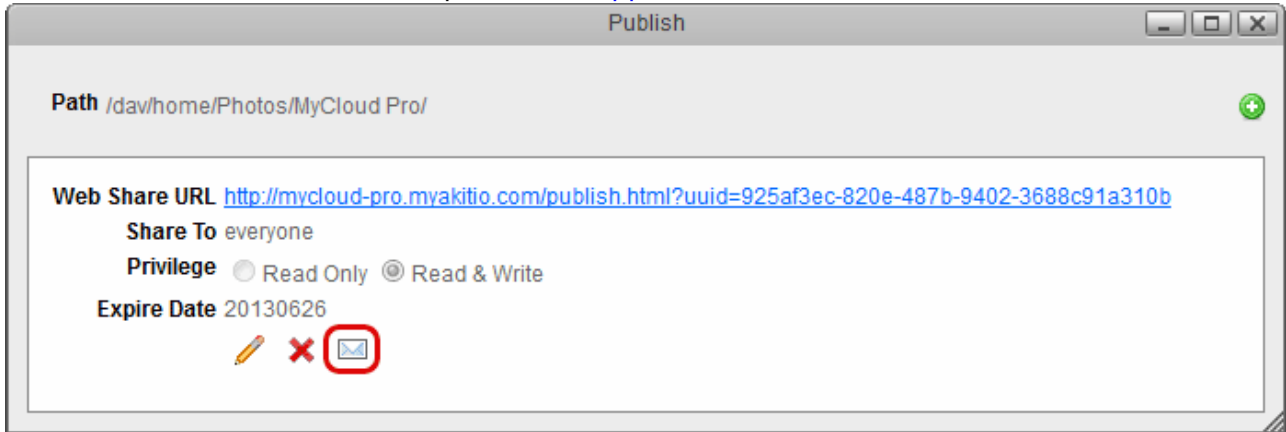 Publish
Path /dav/home/Photos/MyCloud Pro/
Web Share URL http://mycloud-pro.myakitio.com/publish.html?uuid=925af3ec-820e-487b-9402-3688c91a310b
Share To everyone
Privilege Read Only Read & Write
Expire Date 20130626